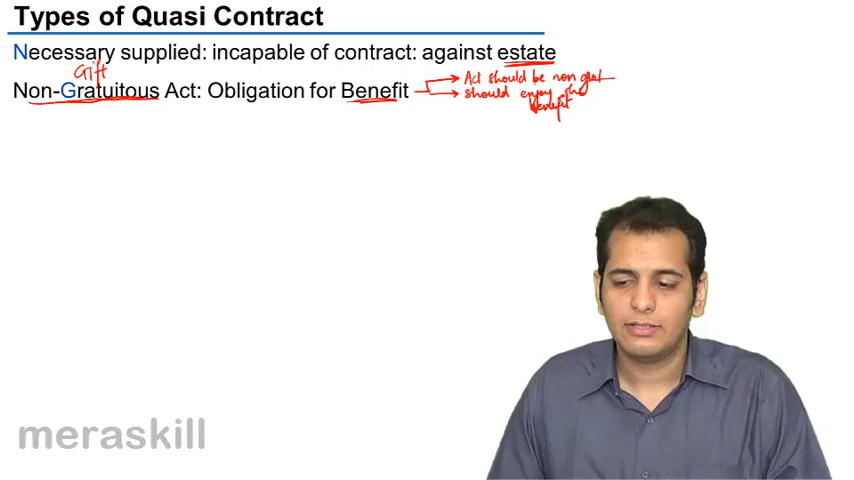 Types of Quasi Contract
Necessary supplied: incapable of contract: against estate
Gift
Non-Gratuitous Act: Obligation for Benefit
Act should be non grat
should enjoy the
benefit
meraskill